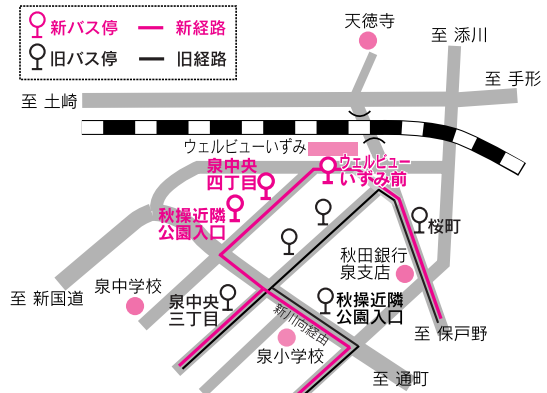 新バス停 新経路
旧バス停 旧経路
天徳寺
至 添川
至 手形
至 土崎
ウェルビューいずみ
ウェルビュー
いずみ前
泉中央
四丁目
秋操近隣
公園入口
桜町
秋田銀行
泉支店
至 新国道
泉中学校
泉中央
三丁目
秋操近隣
公園入口
新川向経由
至 保戸野
泉小学校
至 通町